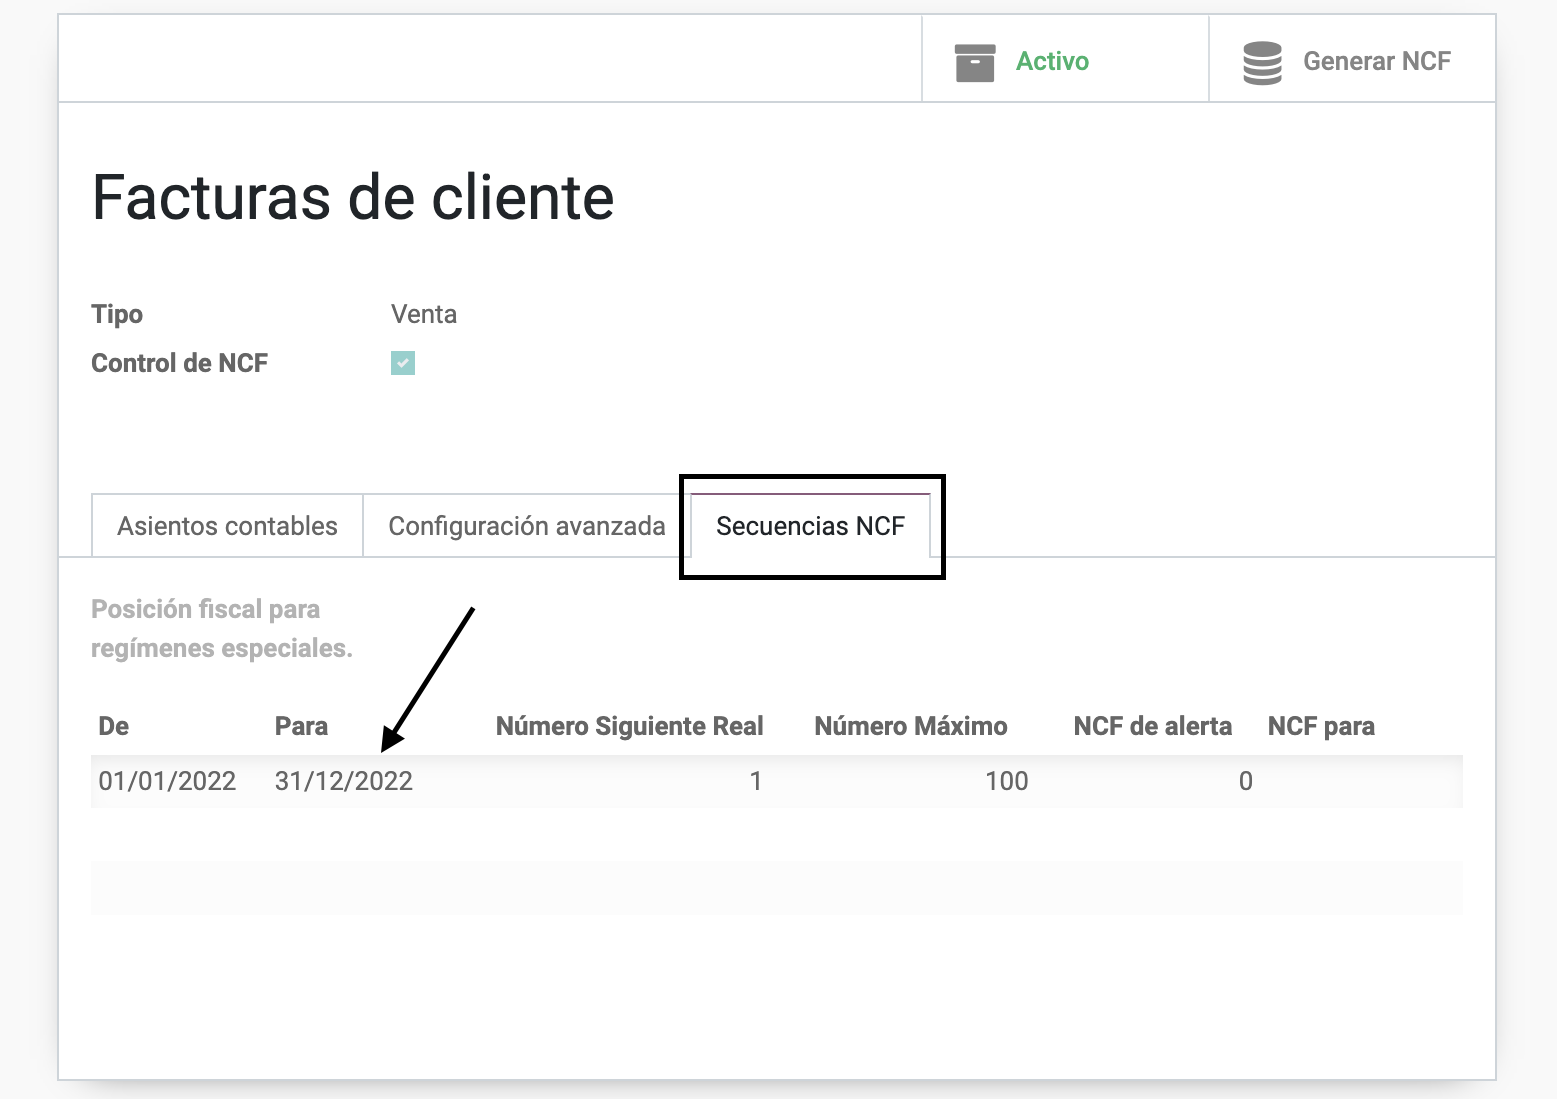 Activo
Generar NCF
Facturas de cliente
Tipo Venta
Control de NCF
Asientos contables Configuración avanzada Secuencias NCF
Posición fiscal para
regímenes especiales.
De Para Número Siguiente Real Número Máximo NCF de alerta NCF para
01/01/2022 31/12/2022 1 100 0